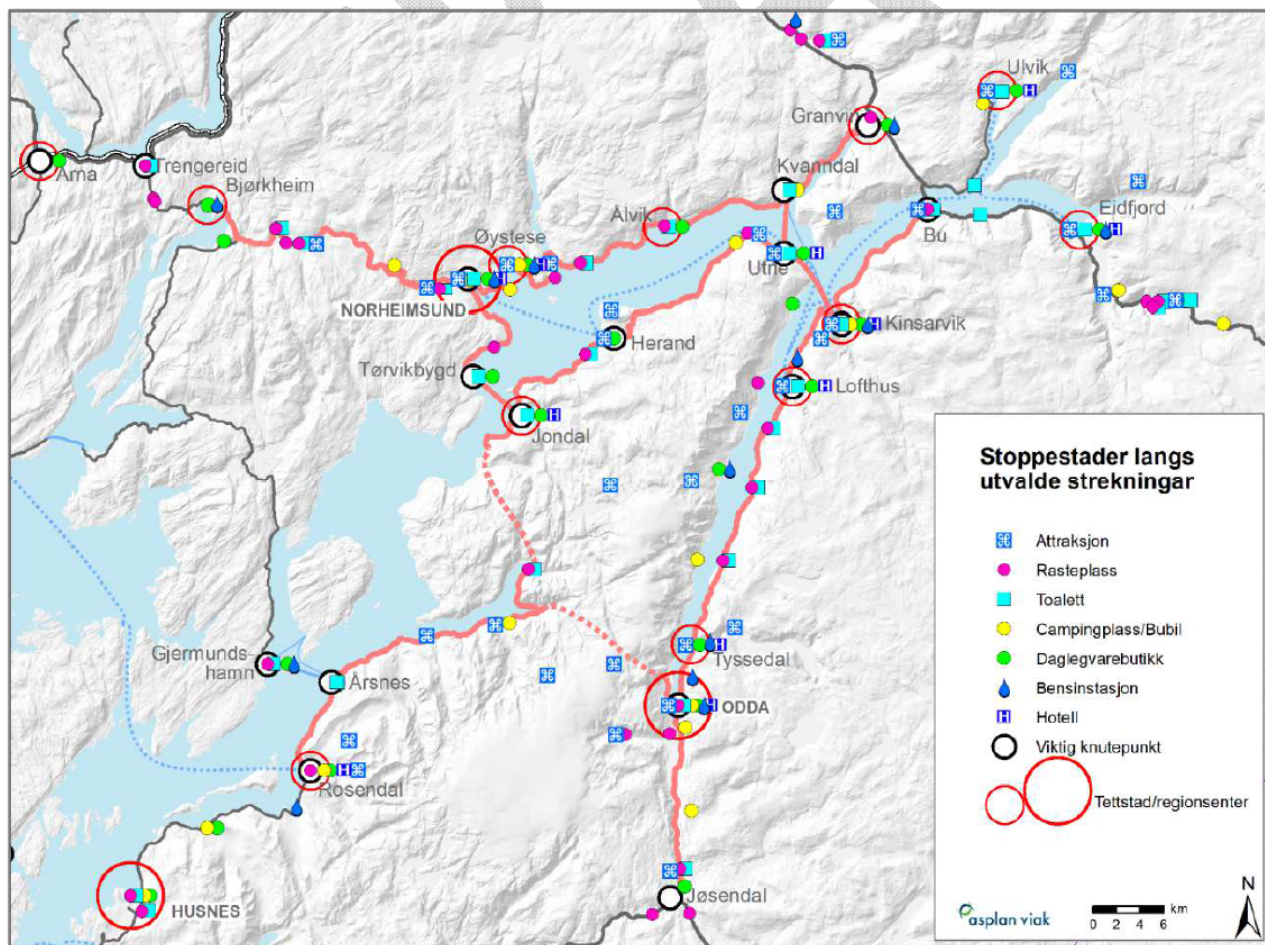 Ulvik
Granvin
Arna
Trengereid
Kvanndal
Bjørkheim
Ålvik
Eidfjord
Øystese
Bu
Utne
NORHEIMSUND
Kinsarvik
Herand
Tørvikbygd
Lofthus
Jondal
Gjermunds-
hamn
Tyssedal
Årsnes
ODDA
Rosendal
Jøsendal
HUSNES
Stoppestader langs
utvalde strekningar
Attraksjon
Rasteplass
Toalett
Campingplass/Bubil
Daglegvarebutikk
Bensinstasjon
H Hotell
Viktig knutepunkt
Tettstad/regionsenter
N
asplan viak
km
0 2 4 6